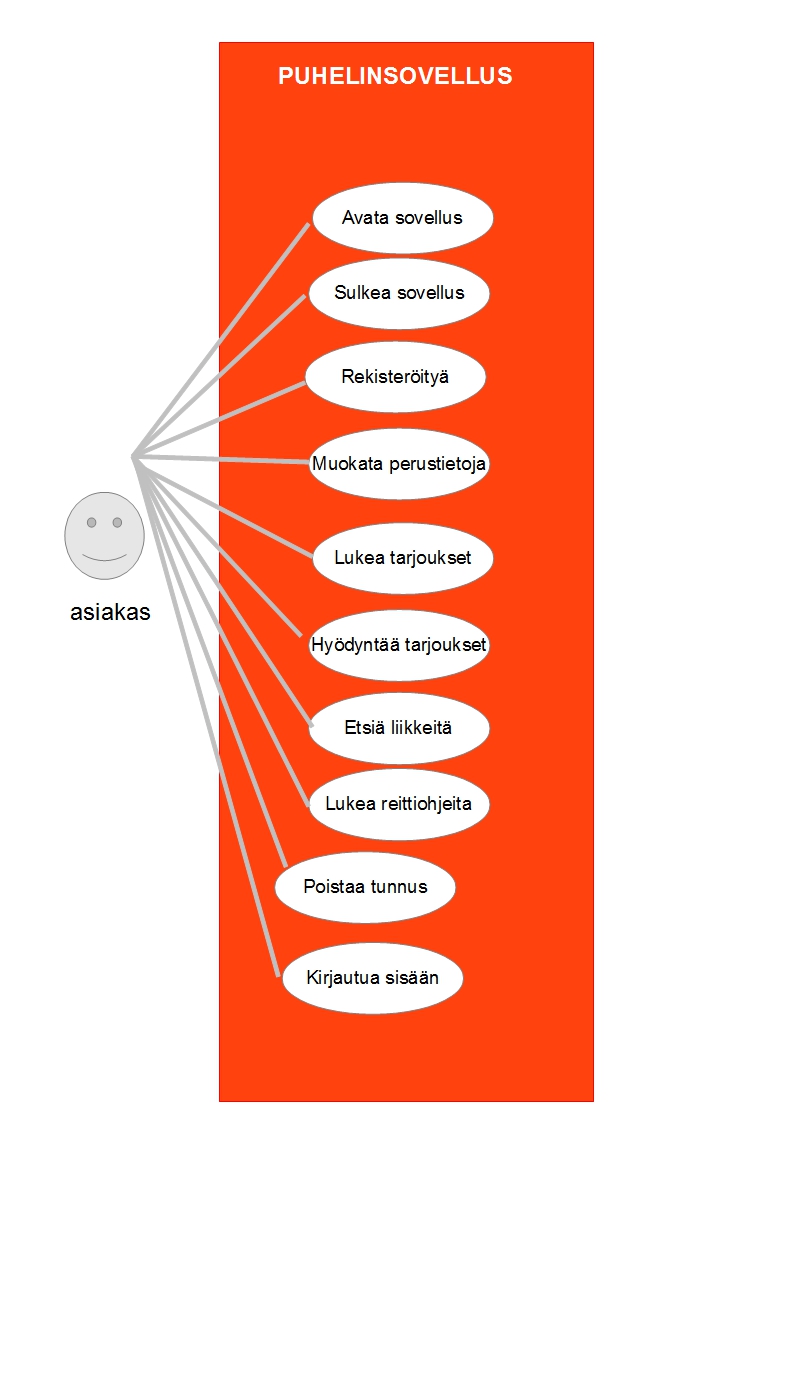 PUHELINSOVELLUS
Avata sovellus
Sulkea sovellus
Rekisteröityä
Muokata perustietoja
Lukea tarjoukset
asiakas
Hyödyntää tarjoukset
Etsiä liikkeitä
Lukea reittiohjeita
Poistaa tunnus
Kirjautua sisään